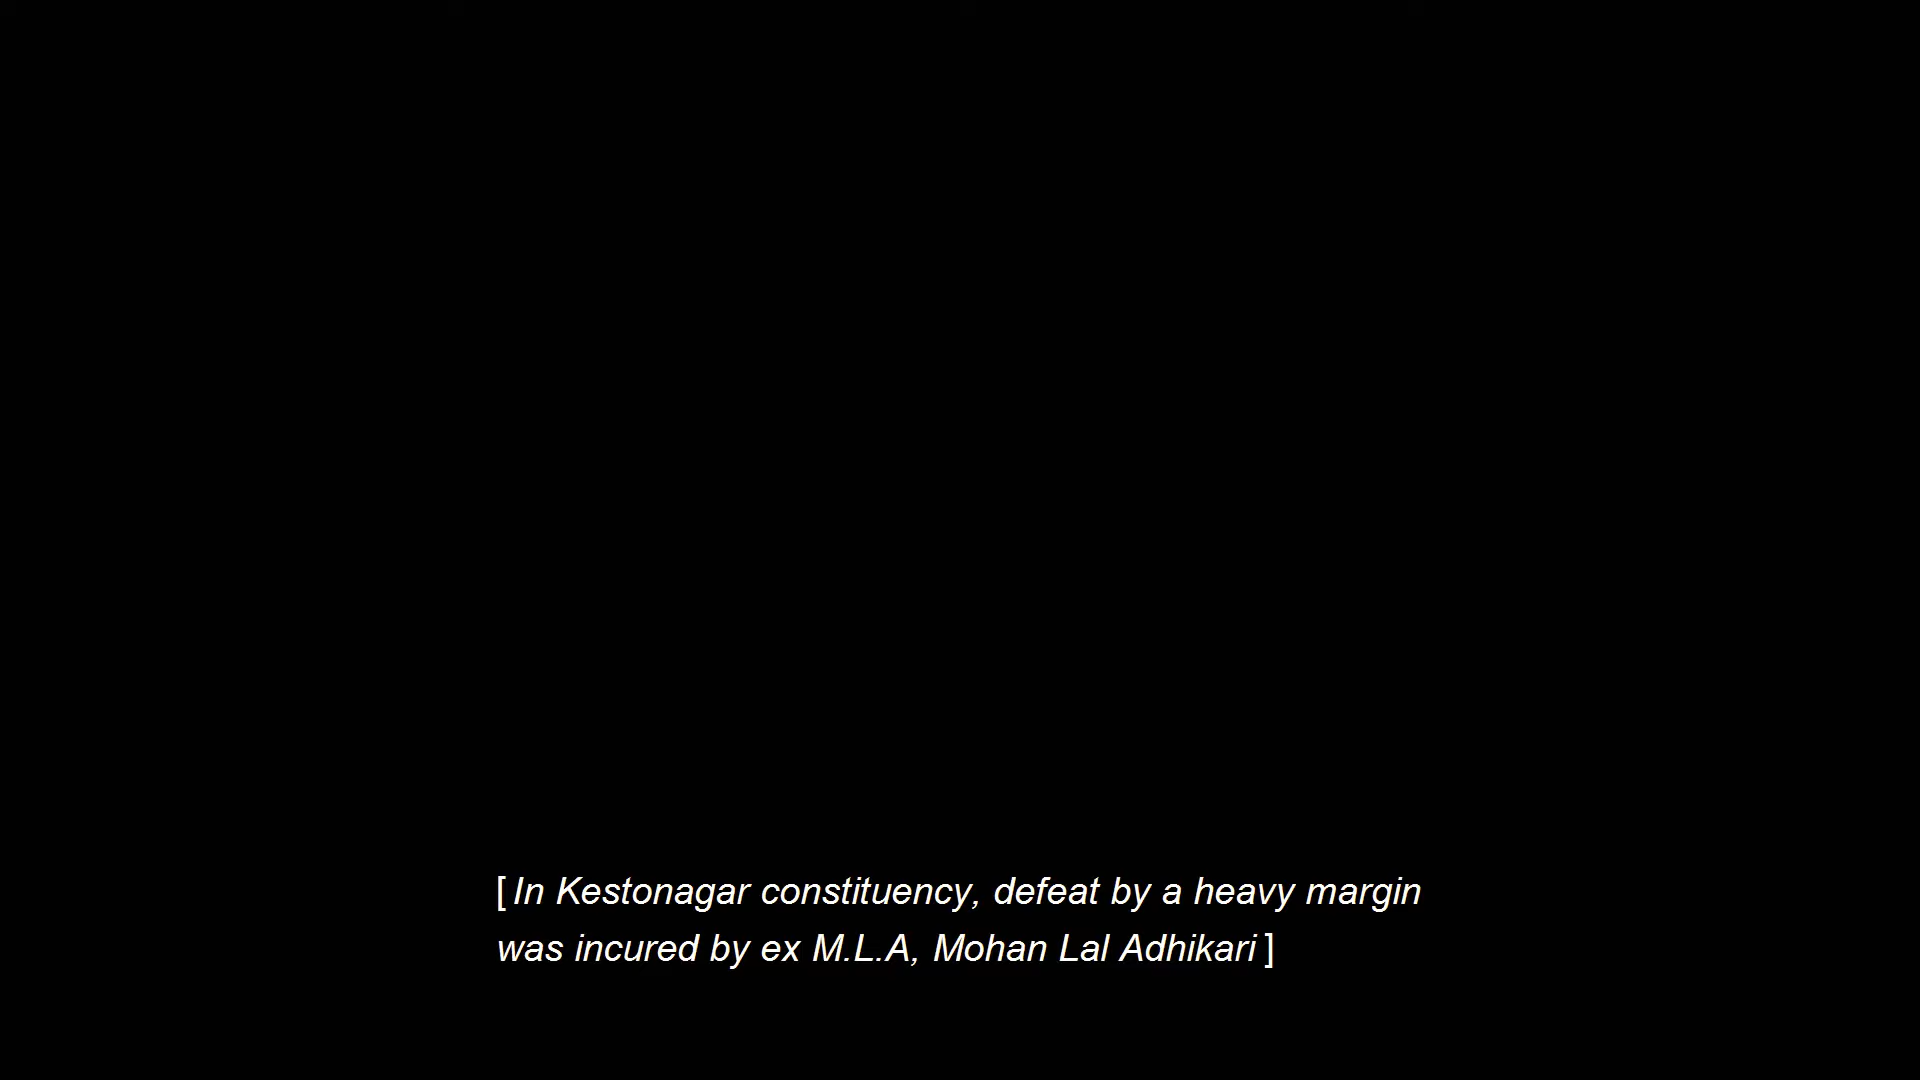 [ In Kestonagar constituency, defeat by a heavy margin
was incured by ex M.L.A, Mohan Lal Adhikari ]